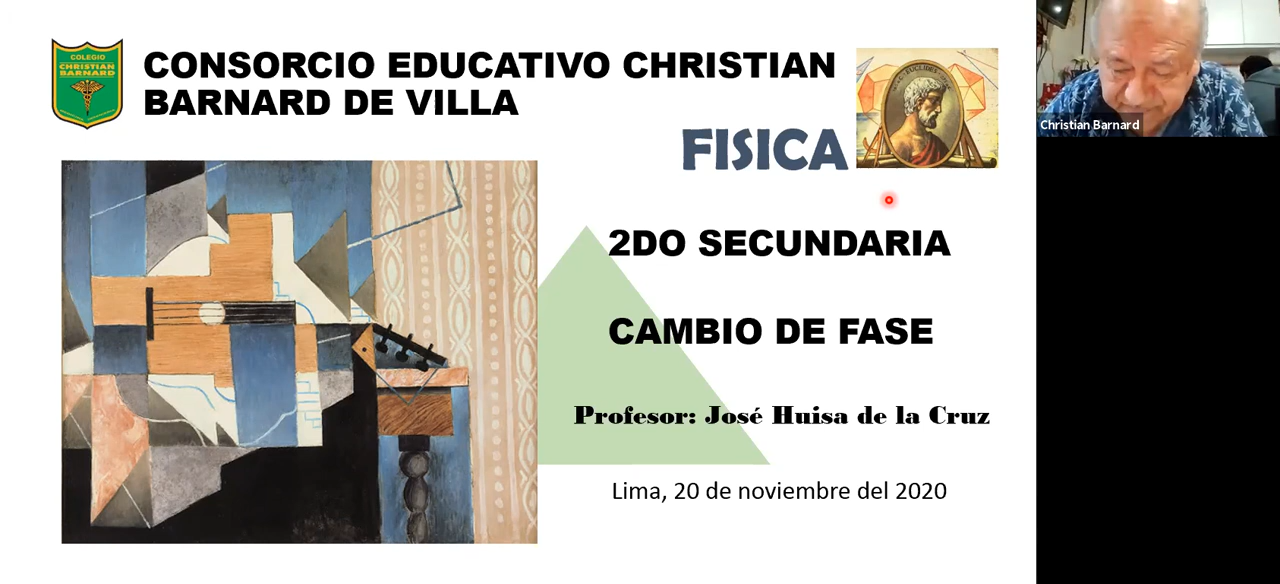 COLEGIO
CHRISTIAN
BARNARD
CONSORCIO EDUCATIVO CHRISTIAN
BARNARD DE VILLA
FISICA
2DO SECUNDARIA
CAMBIO DE FASE
Profesor: José Huisa de la Cruz
Lima, 20 de noviembre del 2020
Christian Barnard